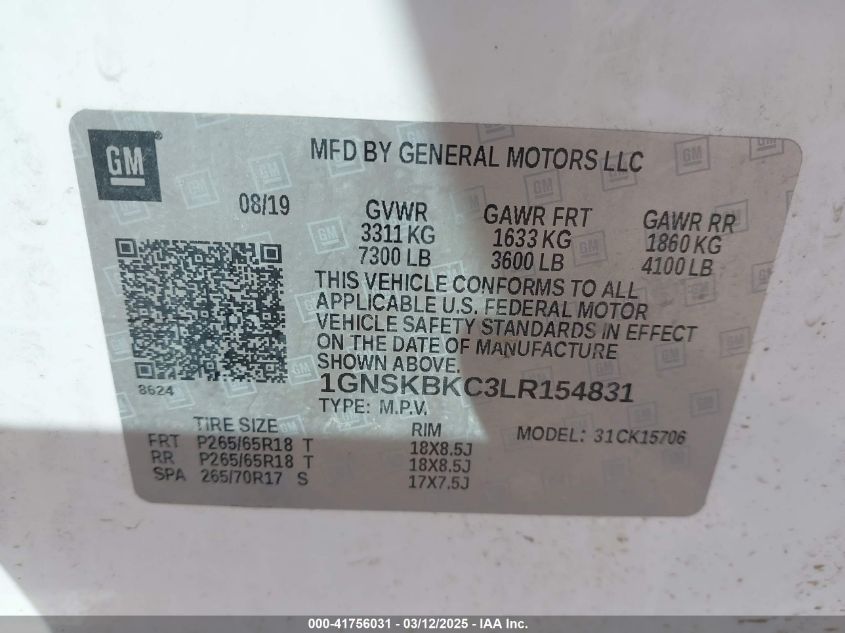 GM
MFD BY GENERAL MOTORS LLC
08/19
GVWR GAWR FRT GAWR RR
3311 KG 1633 KG 1860 KG
7300 LB 3600 LB 4100 LB
THIS VEHICLE CONFORMS TO ALL
APPLICABLE U.S. FEDERAL MOTOR
VEHICLE SAFETY STANDARDS IN EFFECT
ON THE DATE OF MANUFACTURE
SHOWN ABOVE.
8624
1GNSKBKC3LR154831
TYPE: M.P.V.
TIRE SIZE RIM MODEL: 31CK15706
FRT P265/65R18 T 18X8.5J
RR P265/65R18 T 18X8.5J
SPA 265/70R17 S 17X7.5J
000-41756031 / 03/12/2025 / IAA Inc.